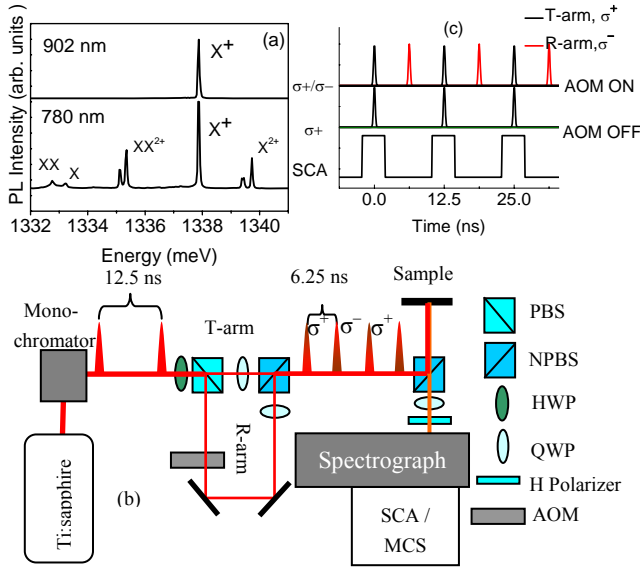 902 nm
(a)
X+
780 nm
X+
XX
X
XX2+
X2+
PL Intensity (arb. units)
1332 1334 1336 1338 1340
Energy (meV)
(c)
T-arm, σ+
R-arm,σ−
σ+/σ−
AOM ON
σ+
AOM OFF
SCA
0.0 12.5 25.0
Time (ns)
12.5 ns
6.25 ns
Sample
Mono-
chromator
T-arm
σ+ σ− σ+
R-arm
Ti:sapphire
(b)
Spectrograph
SCA /
MCS
PBS
NPBS
HWP
QWP
H Polarizer
AOM